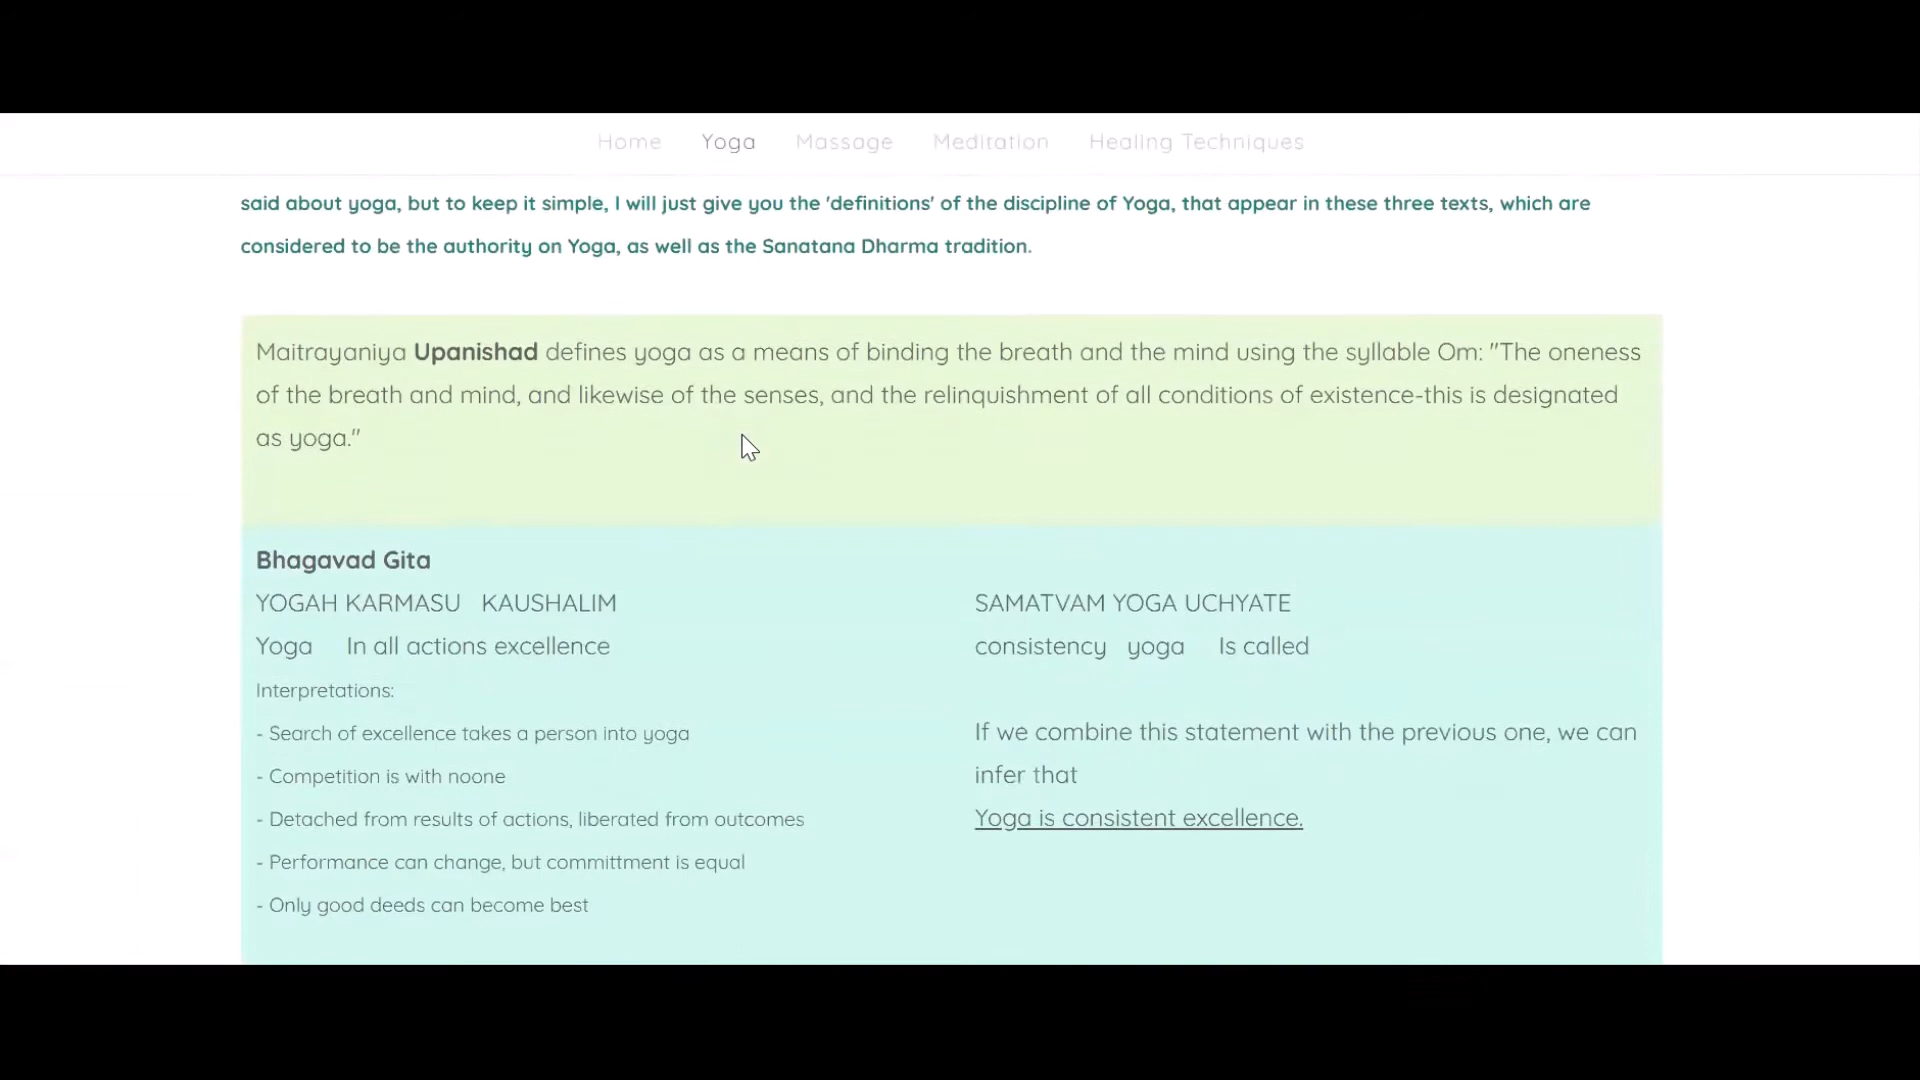 Home Yoga Massage Meditation Healing Techniques
said about yoga, but to keep it simple, I will just give you the 'definitions' of the discipline of Yoga, that appear in these three texts, which are
considered to be the authority on Yoga, as well as the Sanatana Dharma tradition.
Maitrayaniya Upanishad defines yoga as a means of binding the breath and the mind using the syllable Om: "The oneness
of the breath and mind, and likewise of the senses, and the relinquishment of all conditions of existence-this is designated
as yoga."
Bhagavad Gita
YOGAH KARMASU KAUSHALIM
Yoga In all actions excellence
Interpretations:
- Search of excellence takes a person into yoga
- Competition is with noone
- Detached from results of actions, liberated from outcomes
- Performance can change, but committment is equal
- Only good deeds can become best
SAMATVAM YOGA UCHYATE
consistency yoga Is called
If we combine this statement with the previous one, we can
infer that
Yoga is consistent excellence.